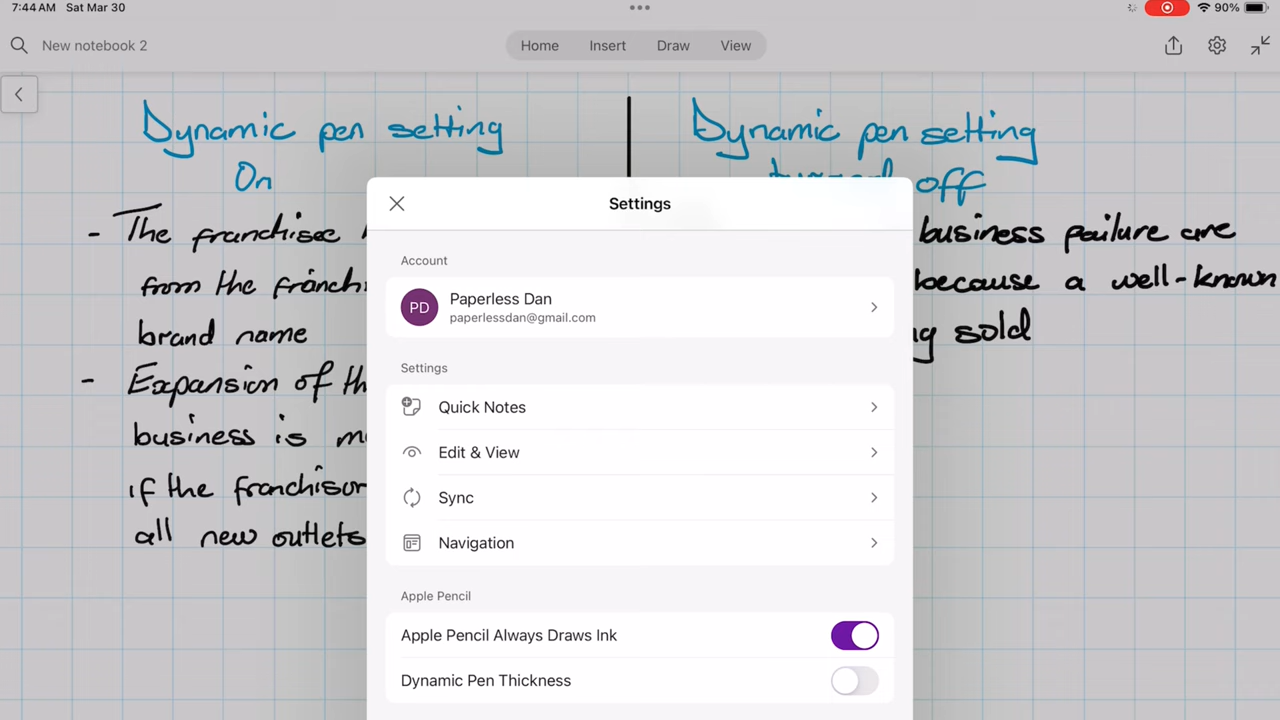 7:44 AM Sat Mar 30
90%
New notebook 2
Home Insert Draw View
Dynamic pen setting
On
- The franchisee
from the franchi
brand name
- Expansion of th
business is m
if the franchisor
all new outlets
Dynamic pen setting
turned off
business failure are
because a well-known
g sold
Settings
Account
PD
Paperless Dan
paperlessdan@gmail.com
Settings
Quick Notes
Edit & View
Sync
Navigation
Apple Pencil
Apple Pencil Always Draws Ink
Dynamic Pen Thickness